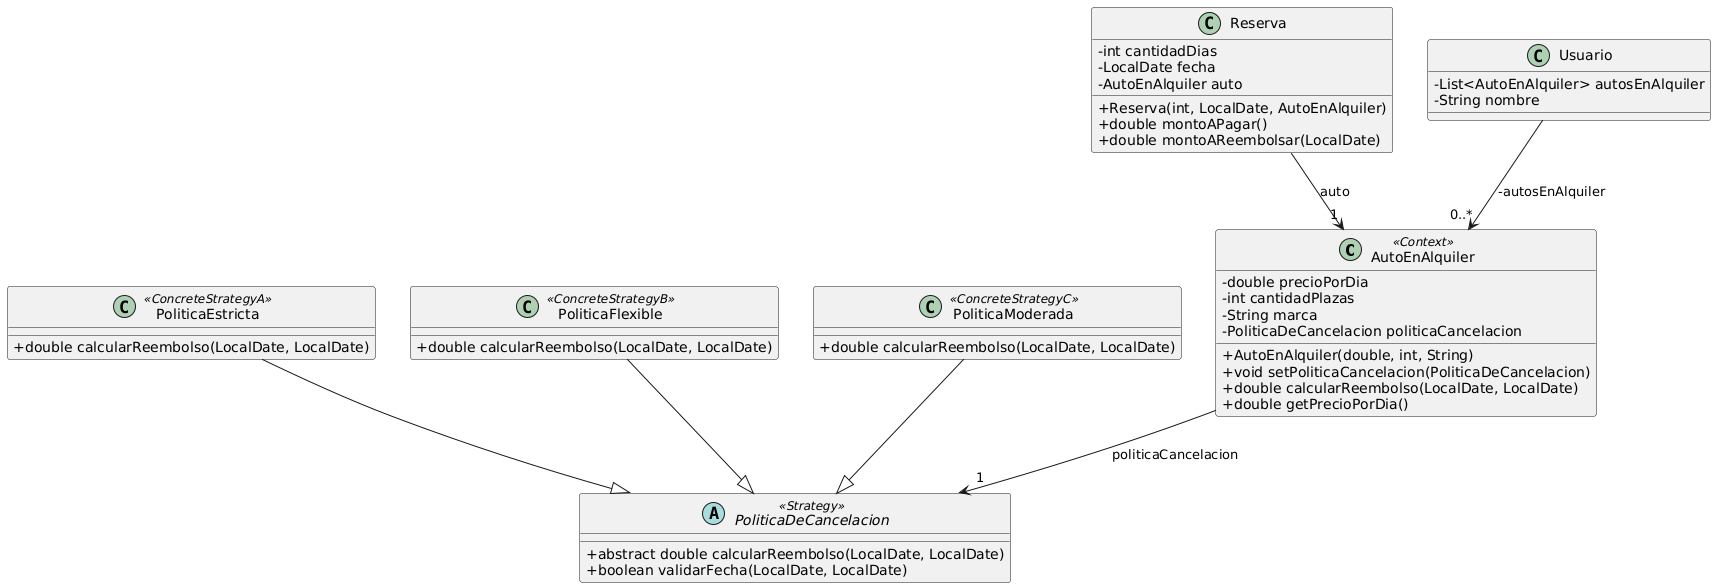 C Reserva
-int cantidadDias
-LocalDate fecha
-AutoEnAlquiler auto
+Reserva(int, LocalDate, AutoEnAlquiler)
+double montoAPagar()
+double montoAReembolsar(LocalDate)
C Usuario
-List<AutoEnAlquiler> autosEnAlquiler
-String nombre
auto
1
-autosEnAlquiler
0..*
«Context»
C AutoEnAlquiler
-double precioPorDia
-int cantidadPlazas
-String marca
-PoliticaDeCancelacion politicaCancelacion
+AutoEnAlquiler(double, int, String)
+void setPoliticaCancelacion(PoliticaDeCancelacion)
+double calcularReembolso(LocalDate, LocalDate)
+double getPrecioPorDia()
«ConcreteStrategyA»
C PoliticaEstricta
+double calcularReembolso(LocalDate, LocalDate)
«ConcreteStrategyB»
C PoliticaFlexible
+double calcularReembolso(LocalDate, LocalDate)
«ConcreteStrategyC»
C PoliticaModerada
+double calcularReembolso(LocalDate, LocalDate)
politicaCancelacion
1
«Strategy»
A PoliticaDeCancelacion
+abstract double calcularReembolso(LocalDate, LocalDate)
+boolean validarFecha(LocalDate, LocalDate)